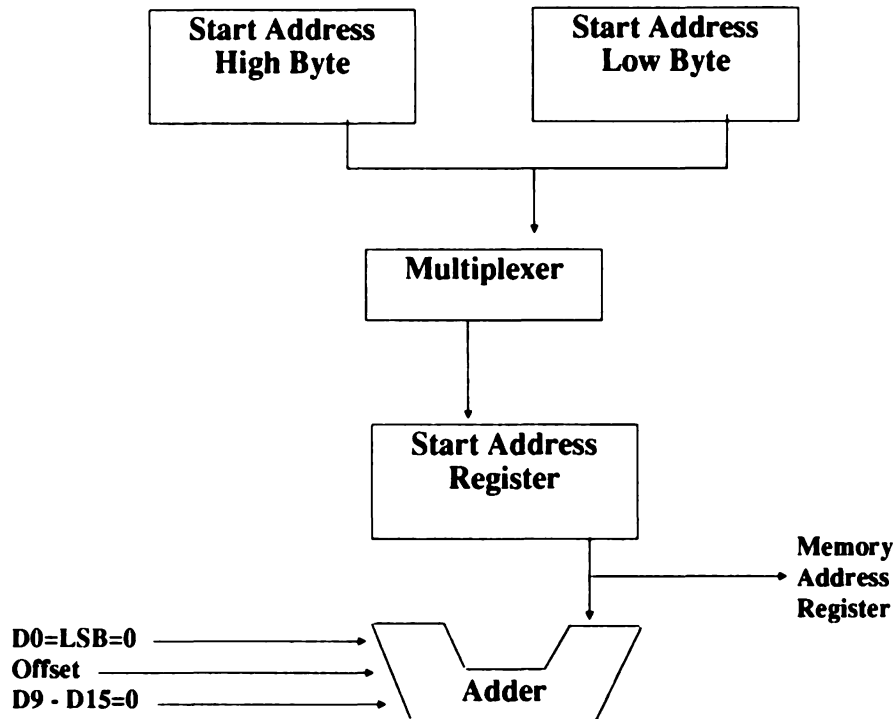 Start Address
High Byte
Start Address
Low Byte
Multiplexer
Start Address
Register
Memory
Address
Register
D0=LSB=0
Offset
D9 - D15=0
Adder